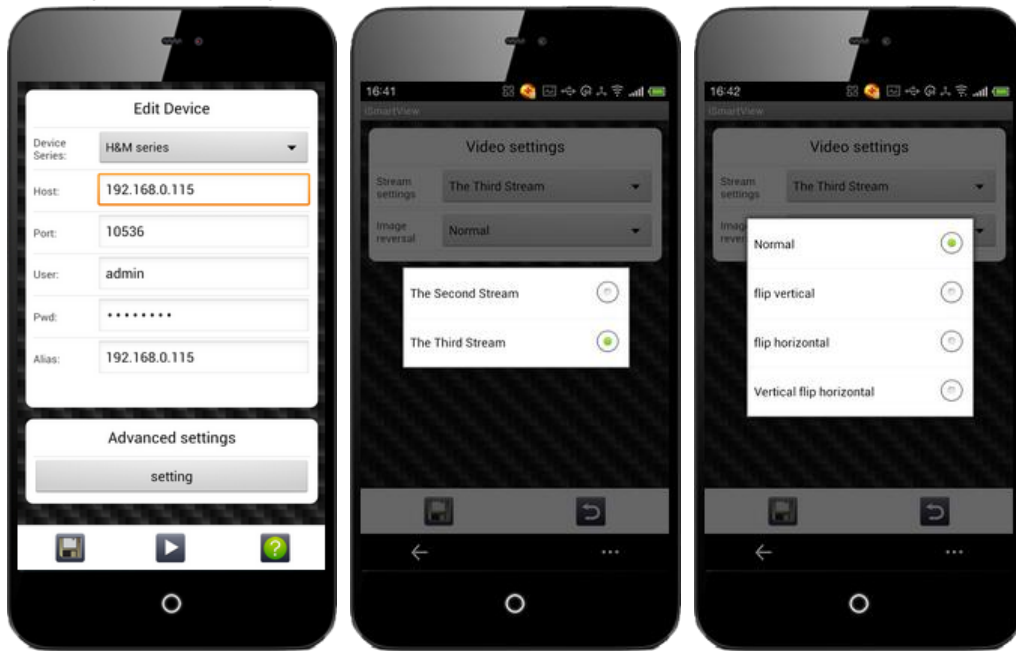 Edit Device
Device Series:
H&M series
Host:
192.168.0.115
Port:
10536
User:
admin
Pwd:
••••••••
Alias:
192.168.0.115
Advanced settings
setting
?
16:41
iSmartView
Video settings
Stream settings
The Third Stream
Image reversal
Normal
The Second Stream
The Third Stream
16:42
iSmartView
Video settings
Stream settings
The Third Stream
Normal
flip vertical
flip horizontal
Vertical flip horizontal